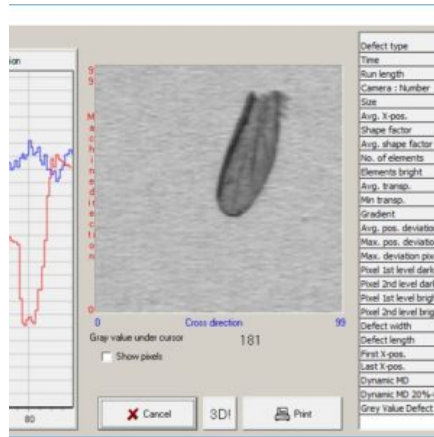 on
80
99
Machine direction
0
0 Cross direction 99
Gray value under cursor 181
Show pixels
Cancel 3D! Print
Defect type
Time
Run length
Camera : Number
Size
Avg. X-pos.
Shape factor
Avg. shape factor
No. of elements
Elements bright
Avg. transp.
Min transp.
Gradient
Avg. pos. deviatio
Max. pos. deviatio
Max. deviation pix
Pixel 1st level dark
Pixel 2nd level dar
Pixel 1st level brigh
Pixel 2nd level brig
Defect width
Defect length
First X-pos.
Last X-pos.
Dynamic MD
Dynamic MD 20%-
Grey Value Defect